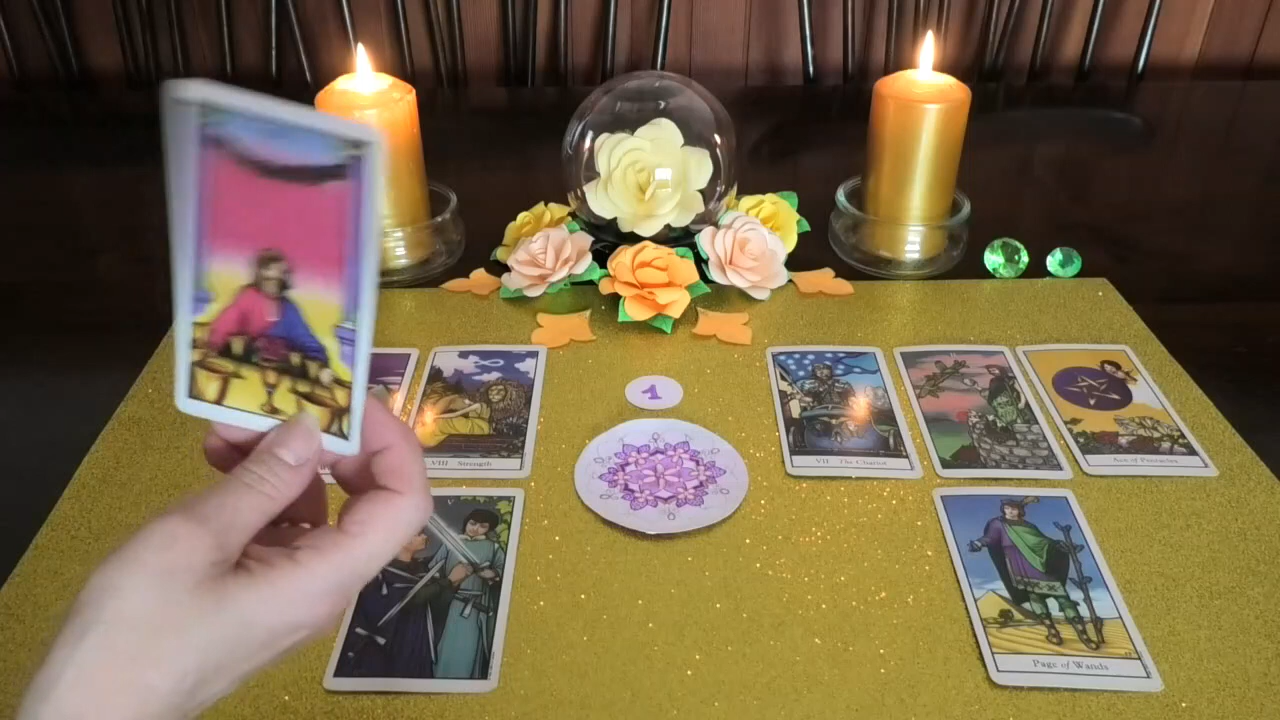 1
VIII Strength
VII The Chariot
Ace of Pentacles
V
Page of Wands